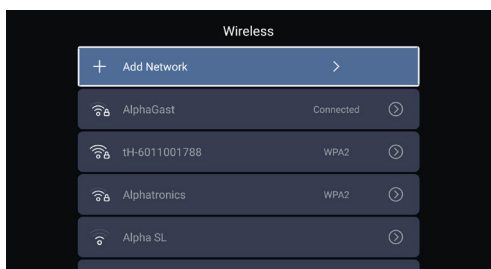 Wireless
Add Network
AlphaGast Connected
tH-6011001788 WPA2
Alphatronics WPA2
Alpha SL